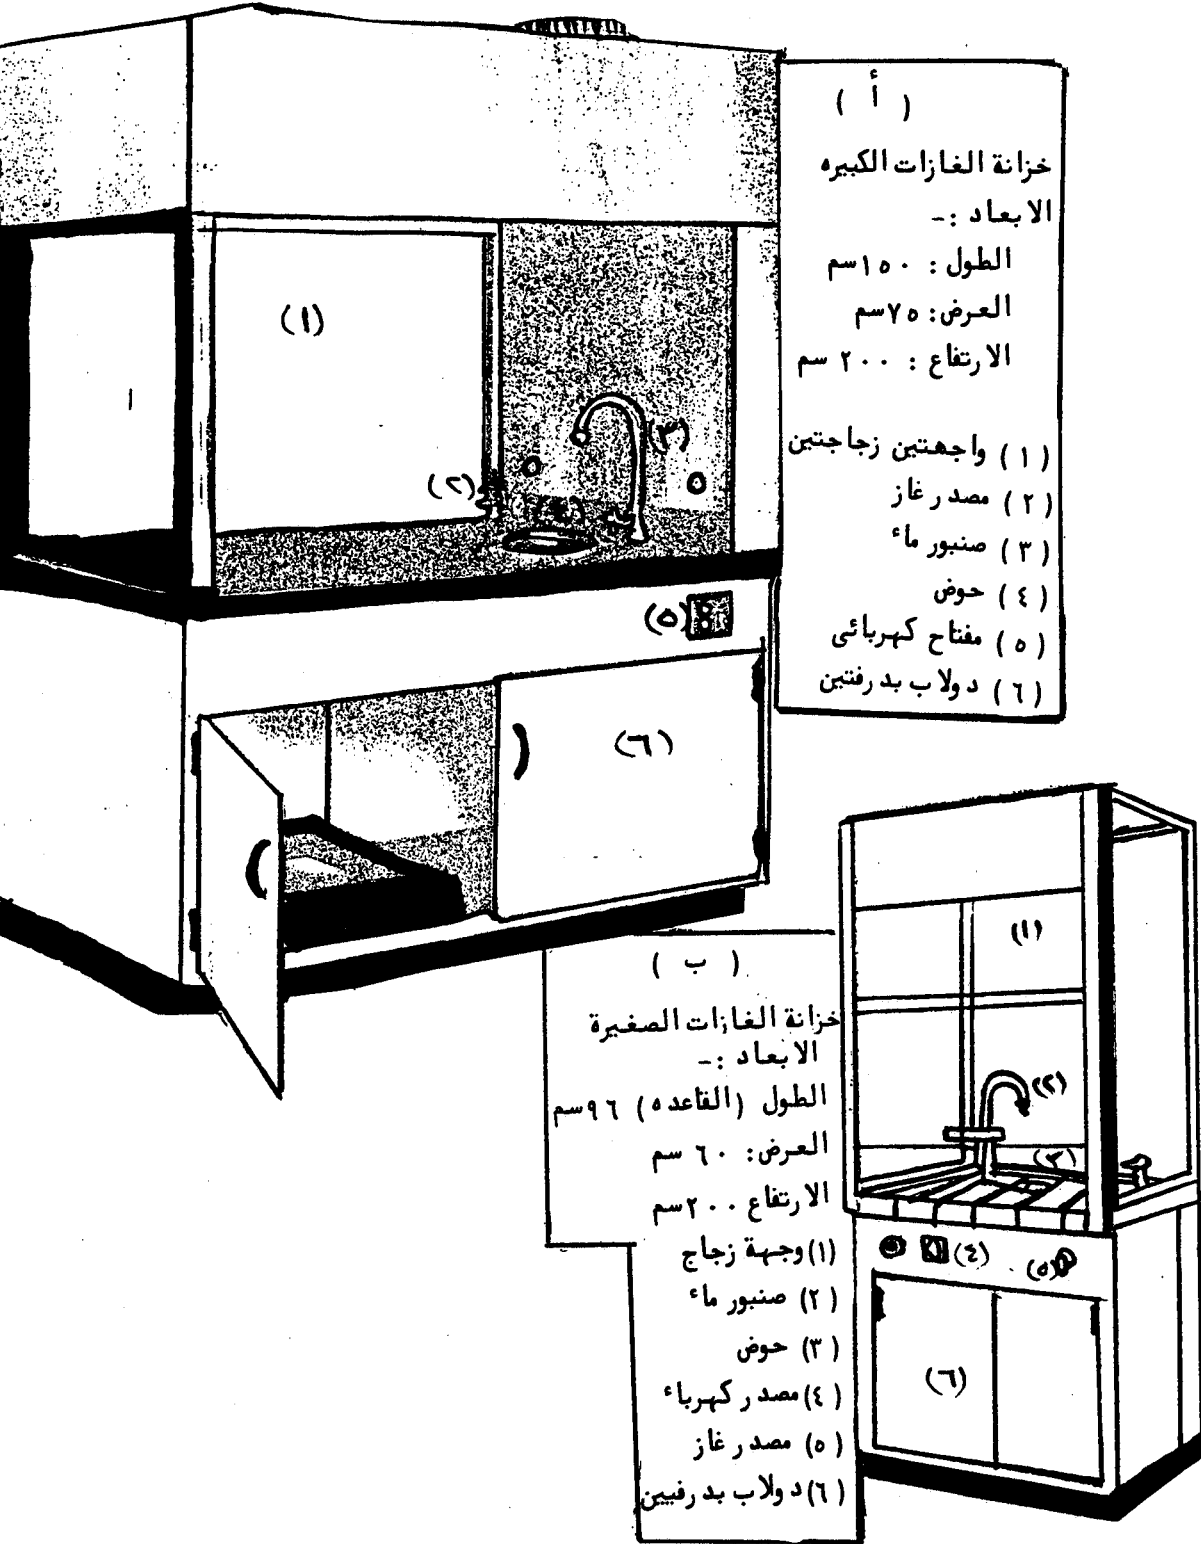 ( أ )
خزانة الغازات الكبيره
الابعاد :-
الطول : ١٥٠سم
العرض: ٧٥سم
الارتفاع : ٢٠٠ سم
( ١ ) واجهتين زجاجتين
( ٢ ) مصدر غاز
( ٣ ) صنبور ماء
( ٤ ) حوض
( ٥ ) مفتاح كهربائى
( ٦ ) دولاب بدرفتين
(١)
(٢)
(٣)
(٤)
(٥)
(٦)
( ب )
خزانة الغازات الصغيرة
الابعاد :-
الطول (القاعده) ٩٦سم
العرض: ٦٠ سم
الارتفاع ٢٠٠سم
(١) وجهة زجاج
(٢) صنبور ماء
(٣) حوض
(٤) مصدر كهرباء
(٥) مصدر غاز
(٦) دولاب بدرفيين
(١)
(٢)
(٣)
(٤)
(٥)
(٦)